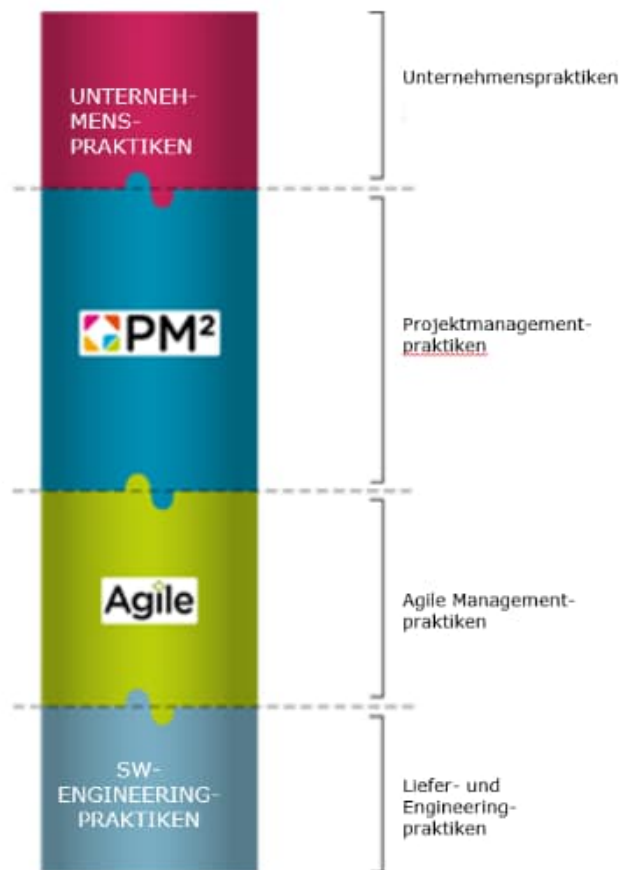 UNTERNEH-
MENS-
PRAKTIKEN
Unternehmenspraktiken
PM²
Projektmanagement-
praktiken
Agile
Agile Management-
praktiken
SW-
ENGINEERING-
PRAKTIKEN
Liefer- und
Engineering-
praktiken